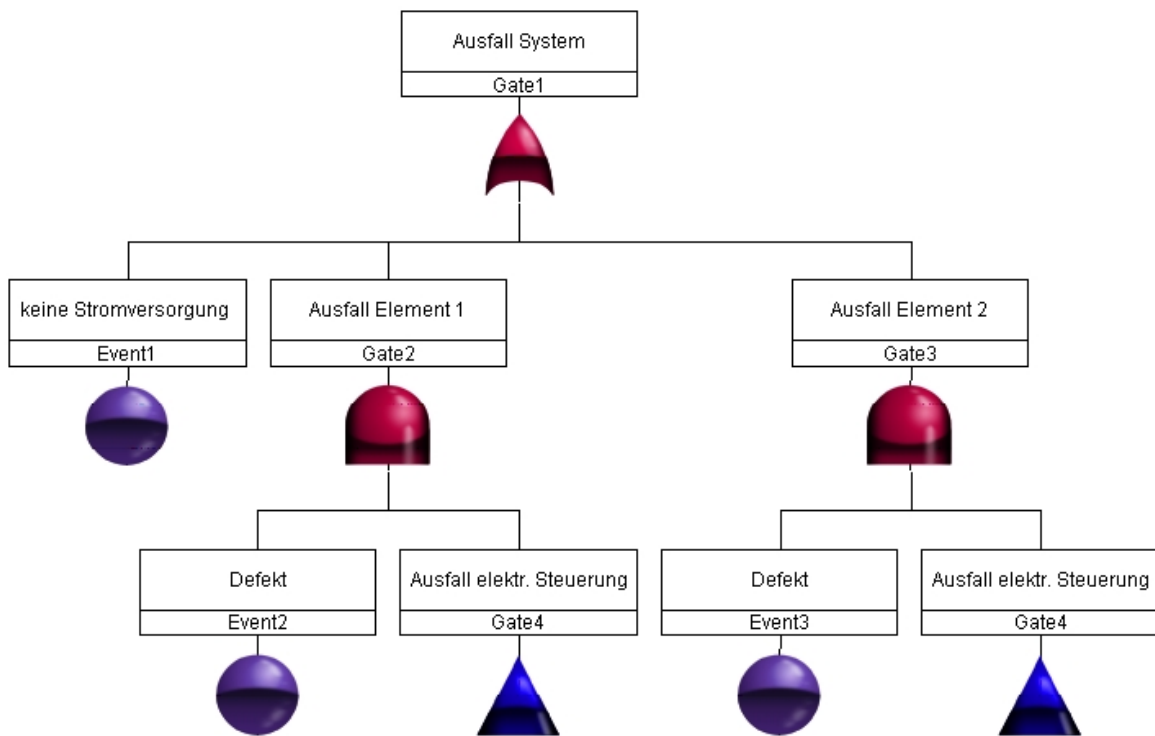 Ausfall System
Gate1
keine Stromversorgung
Event1
Ausfall Element 1
Gate2
Ausfall Element 2
Gate3
Defekt
Event2
Ausfall elektr. Steuerung
Gate4
Defekt
Event3
Ausfall elektr. Steuerung
Gate4